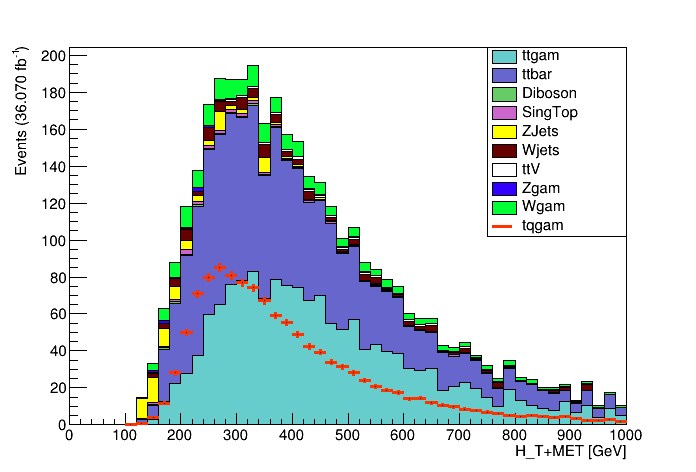 Events (36.070 fb⁻¹)
200
180
160
140
120
100
80
60
40
20
0
ttgam
ttbar
Diboson
SingTop
ZJets
Wjets
ttV
Zgam
Wgam
tqgam
0 100 200 300 400 500 600 700 800 900 1000
H_T+MET [GeV]